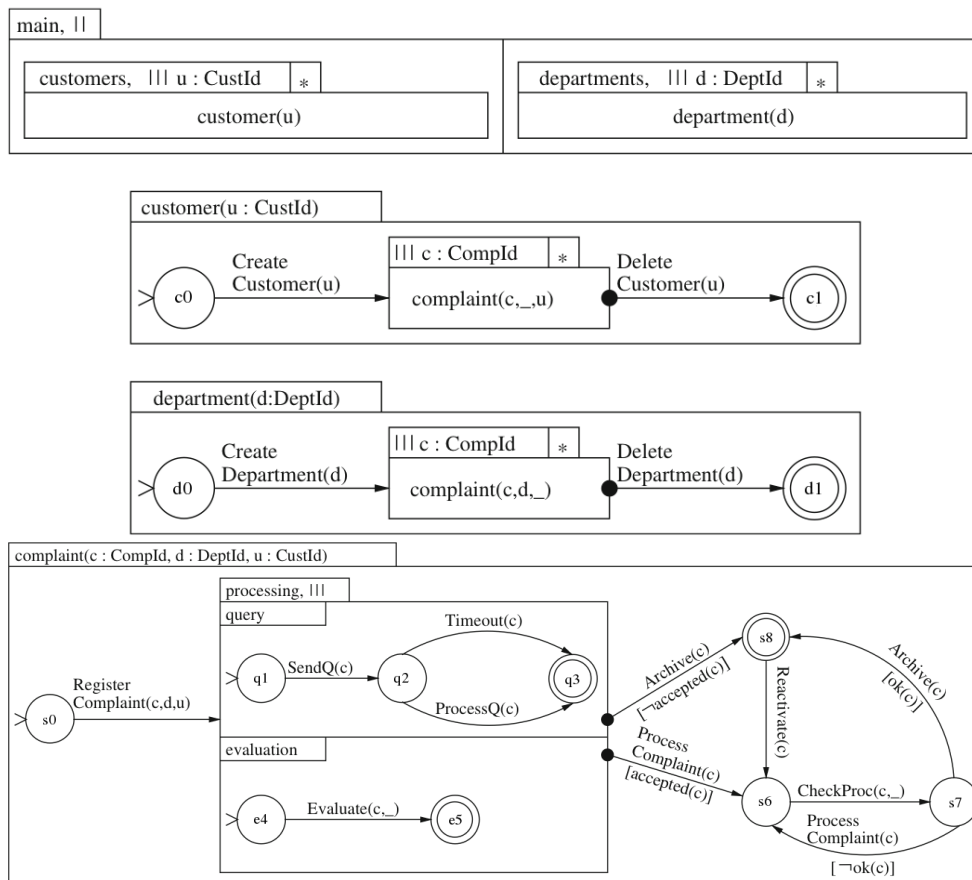 main, ||
customers, ||| u : CustId *
customer(u)
departments, ||| d : DeptId *
department(d)
customer(u : CustId)
c0
Create
Customer(u)
||| c : CompId *
complaint(c,_,u)
Delete
Customer(u)
c1
department(d:DeptId)
d0
Create
Department(d)
||| c : CompId *
complaint(c,d,_)
Delete
Department(d)
d1
complaint(c : CompId, d : DeptId, u : CustId)
s0
Register
Complaint(c,d,u)
processing, |||
query
q1
SendQ(c)
q2
Timeout(c)
ProcessQ(c)
q3
evaluation
e4
Evaluate(c,_)
e5
Archive(c)
[¬accepted(c)]
Process
Complaint(c)
[accepted(c)]
s8
Reactivate(c)
Archive(c)
[ok(c)]
s6
CheckProc(c,_)
s7
Process
Complaint(c)
[¬ok(c)]